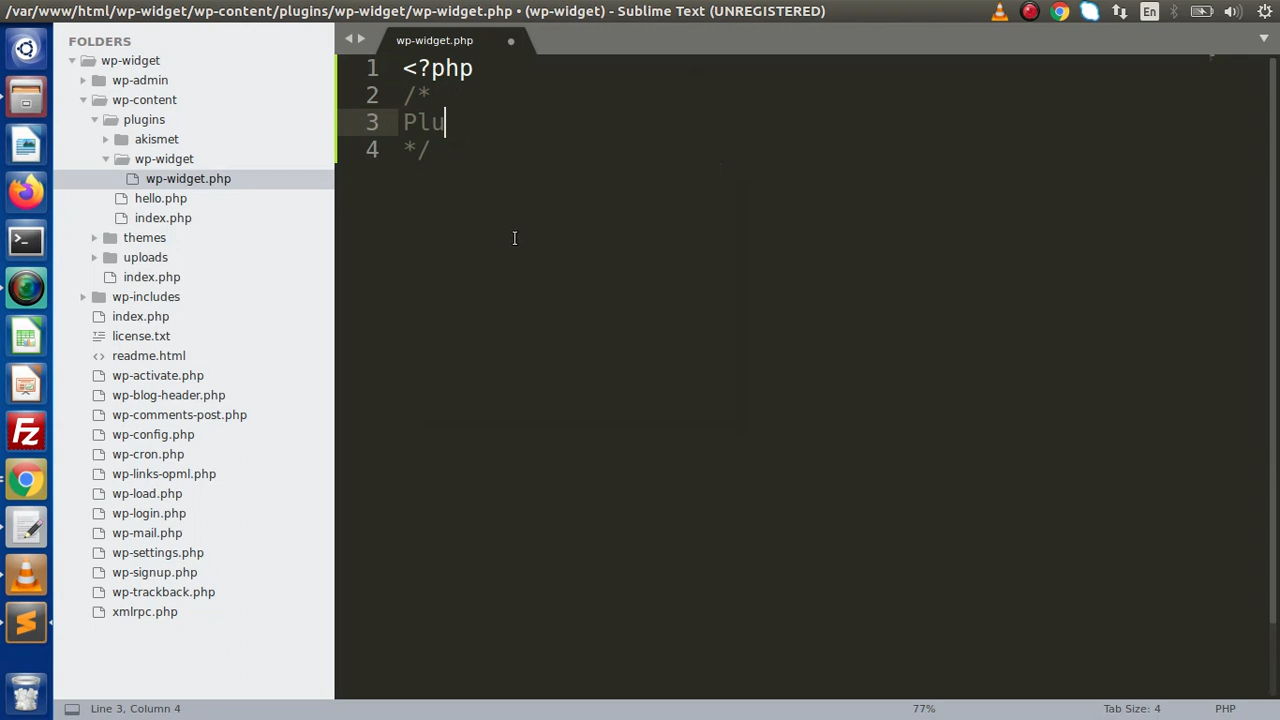 /var/www/html/wp-widget/wp-content/plugins/wp-widget/wp-widget.php • (wp-widget) - Sublime Text (UNREGISTERED)
En
FOLDERS
wp-widget
wp-admin
wp-content
plugins
akismet
wp-widget
wp-widget.php
hello.php
index.php
themes
uploads
index.php
wp-includes
index.php
license.txt
<> readme.html
wp-activate.php
wp-blog-header.php
wp-comments-post.php
wp-config.php
wp-cron.php
wp-links-opml.php
wp-load.php
wp-login.php
wp-mail.php
wp-settings.php
wp-signup.php
wp-trackback.php
xmlrpc.php
wp-widget.php
1 <?php
2 /*
3 Plu
4 */
Fz
Line 3, Column 4
77%
Tab Size: 4
PHP